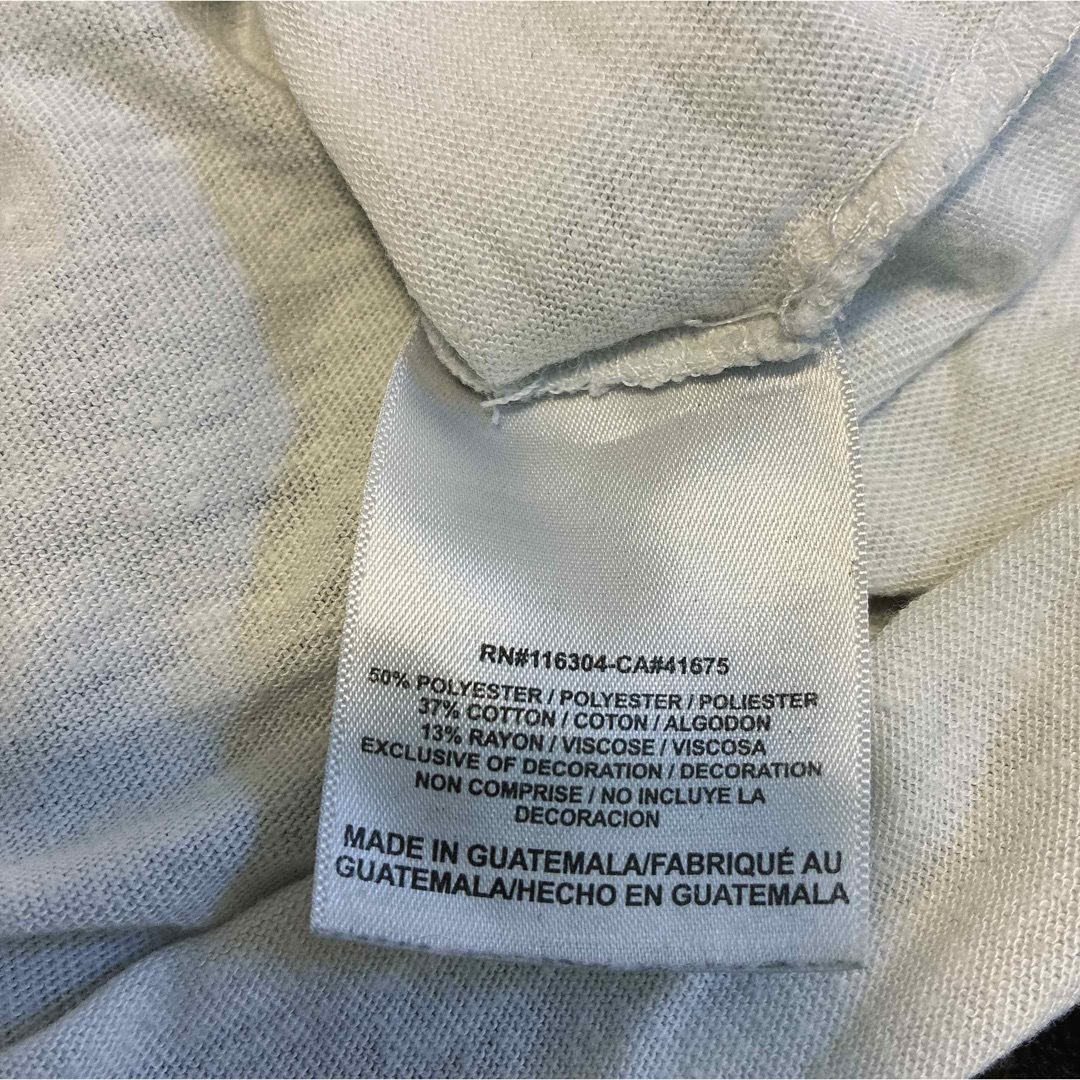 RN#116304-CA#41675
50% POLYESTER / POLYESTER / POLIESTER
37% COTTON / COTON / ALGODON
13% RAYON / VISCOSE / VISCOSA
EXCLUSIVE OF DECORATION / DECORATION
NON COMPRISE / NO INCLUYE LA
DECORACION
MADE IN GUATEMALA/FABRIQUÉ AU
GUATEMALA/HECHO EN GUATEMALA